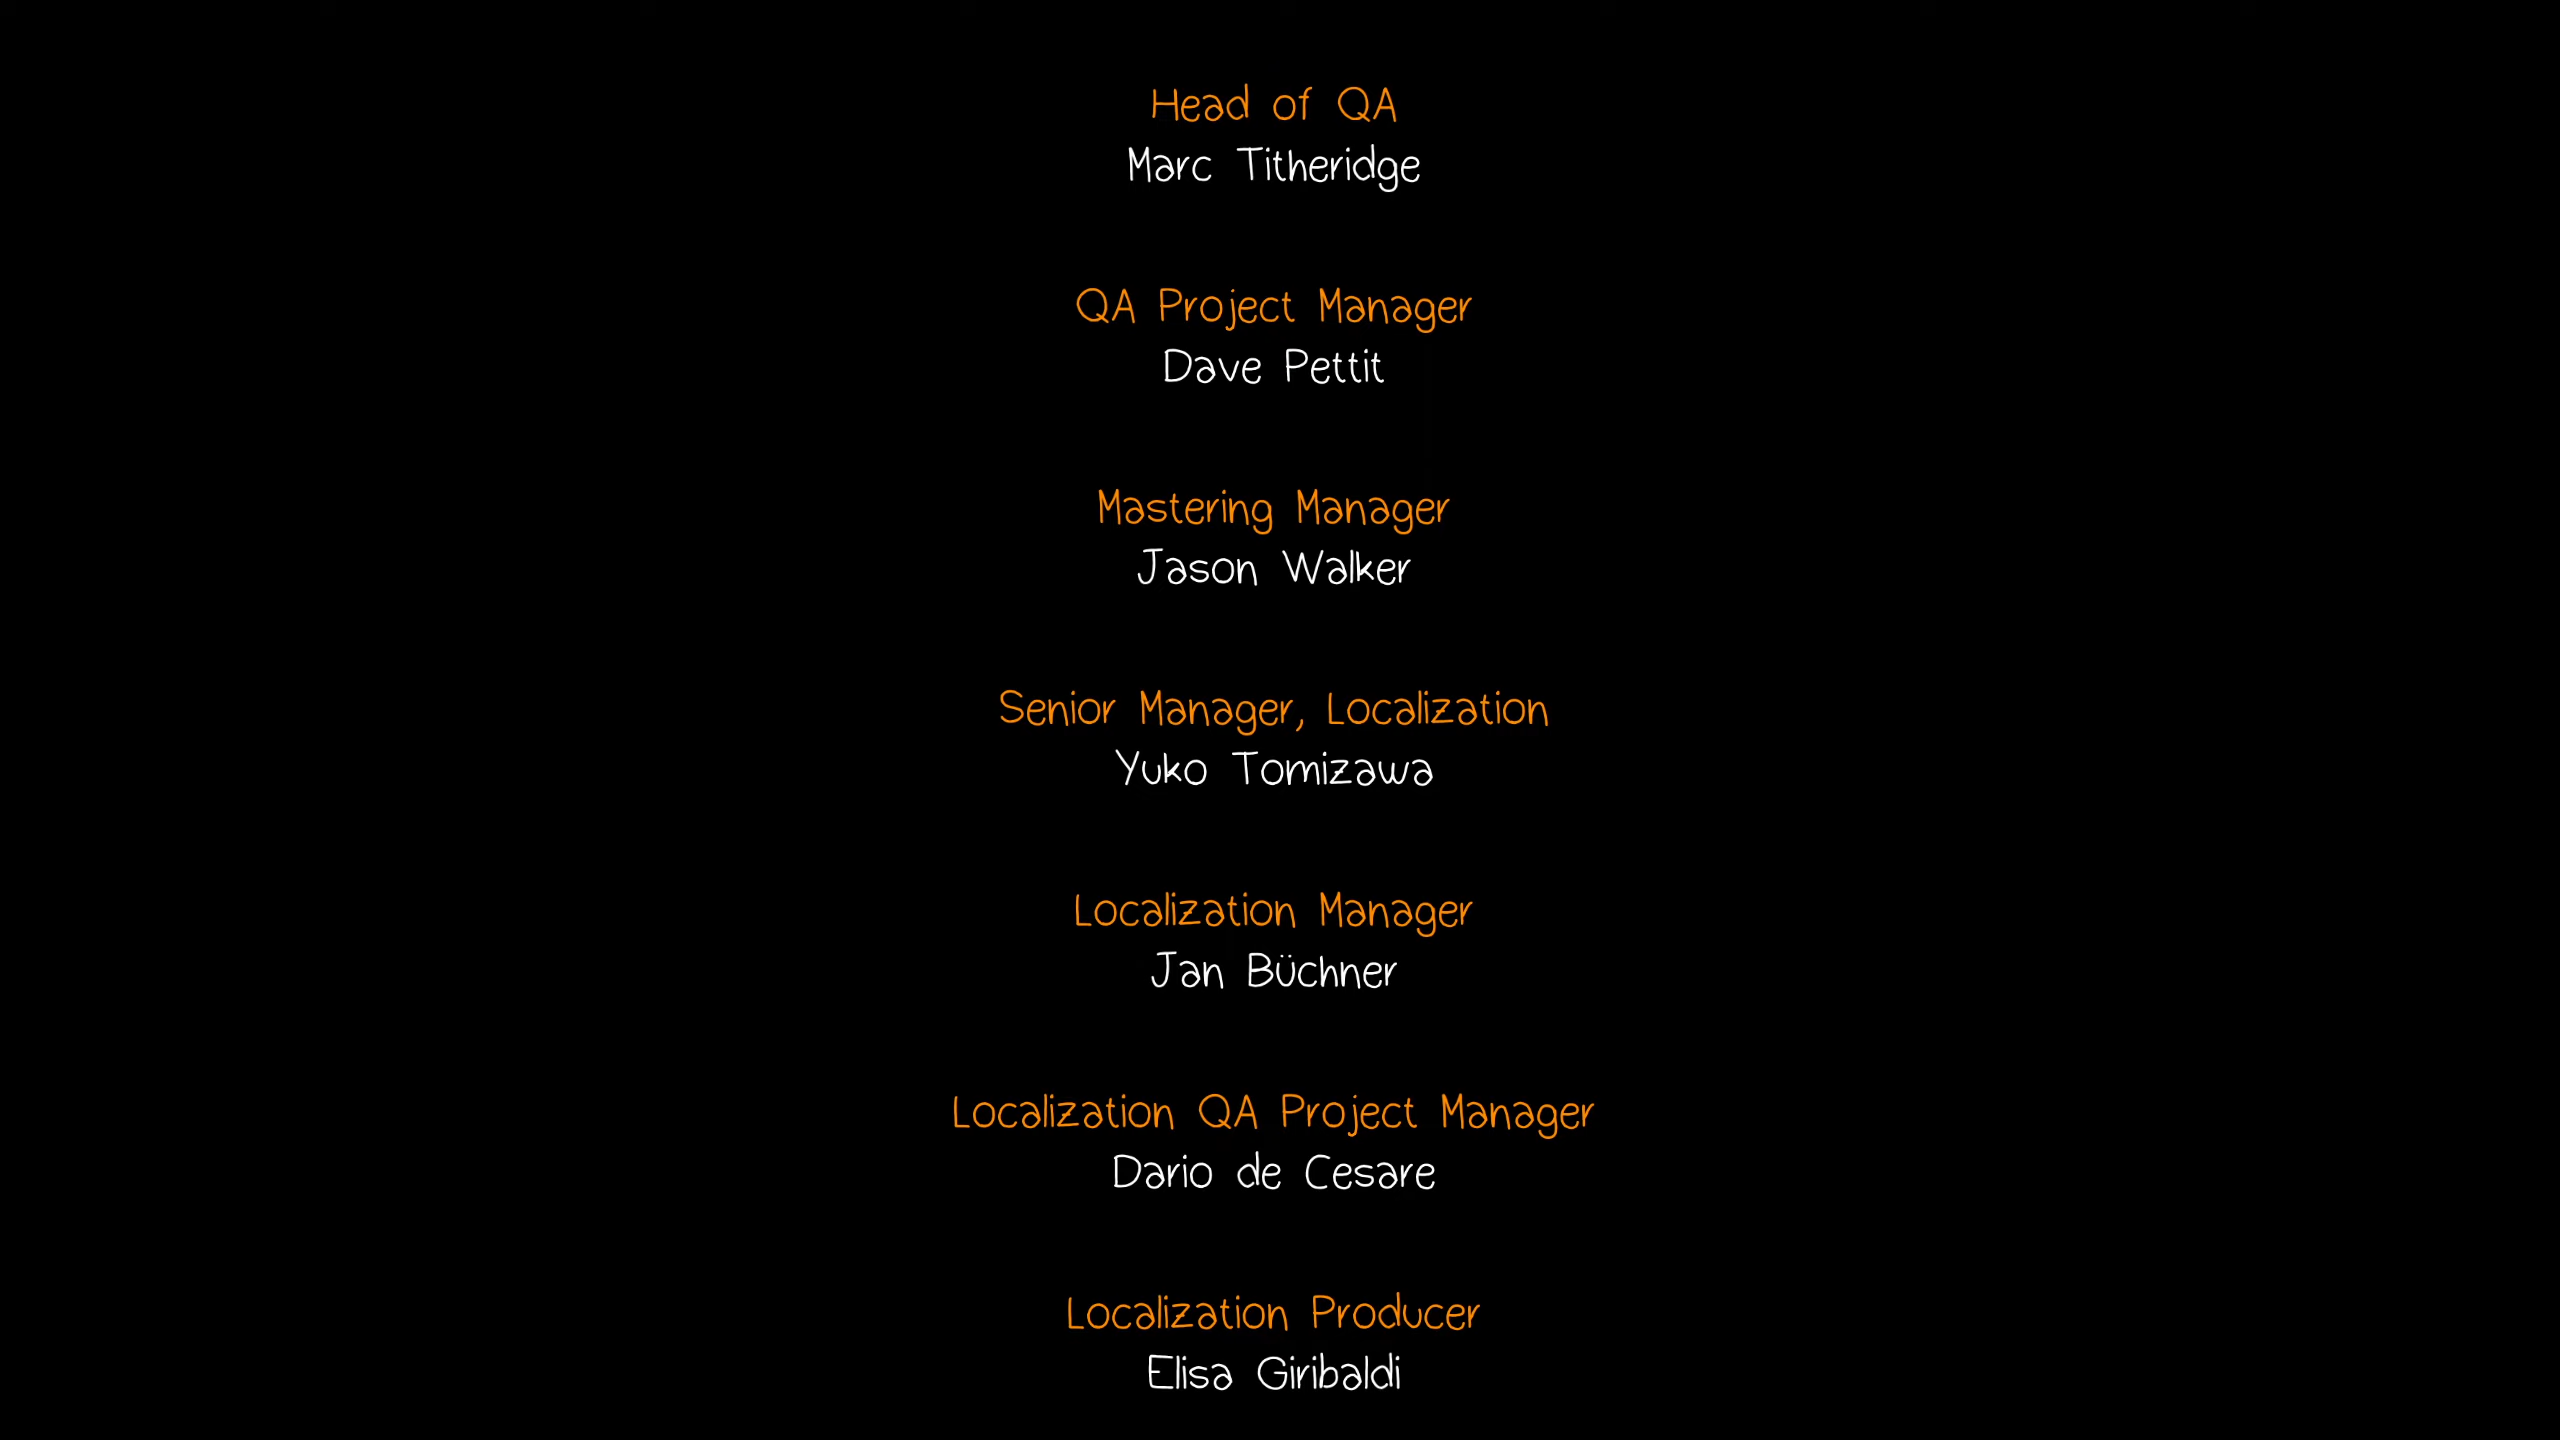 Head of QA
Marc Titheridge
QA Project Manager
Dave Pettit
Mastering Manager
Jason Walker
Senior Manager, Localization
Yuko Tomizawa
Localization Manager
Jan Büchner
Localization QA Project Manager
Dario de Cesare
Localization Producer
Elisa Giribaldi